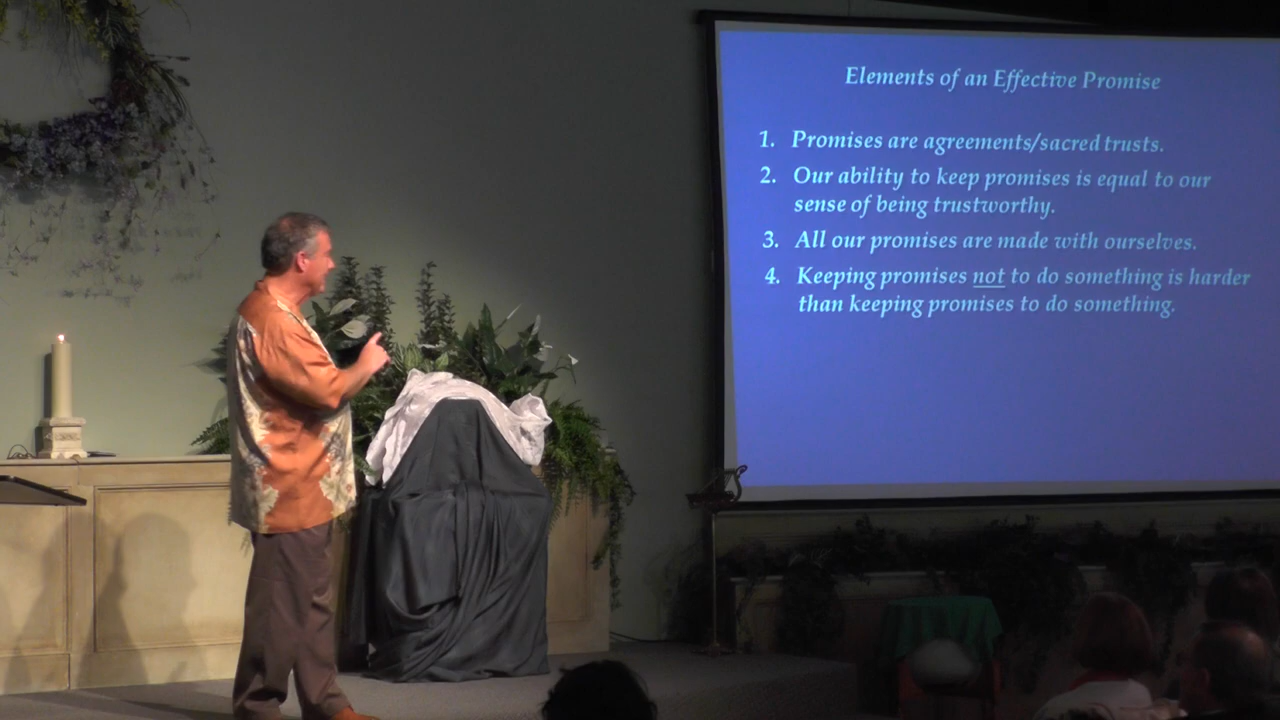 Elements of an Effective Promise
1. Promises are agreements/sacred trusts.
2. Our ability to keep promises is equal to our
sense of being trustworthy.
3. All our promises are made with ourselves.
4. Keeping promises not to do something is harder
than keeping promises to do something.